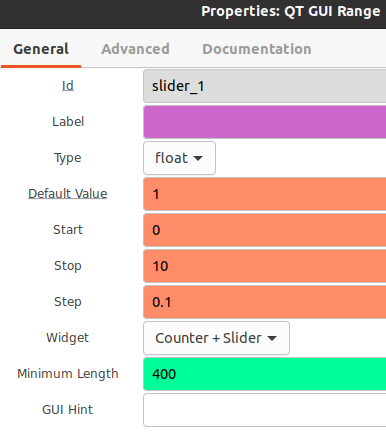 Properties: QT GUI Range
General Advanced Documentation
Id slider_1
Label
Type float
Default Value 1
Start 0
Stop 10
Step 0.1
Widget Counter + Slider
Minimum Length 400
GUI Hint